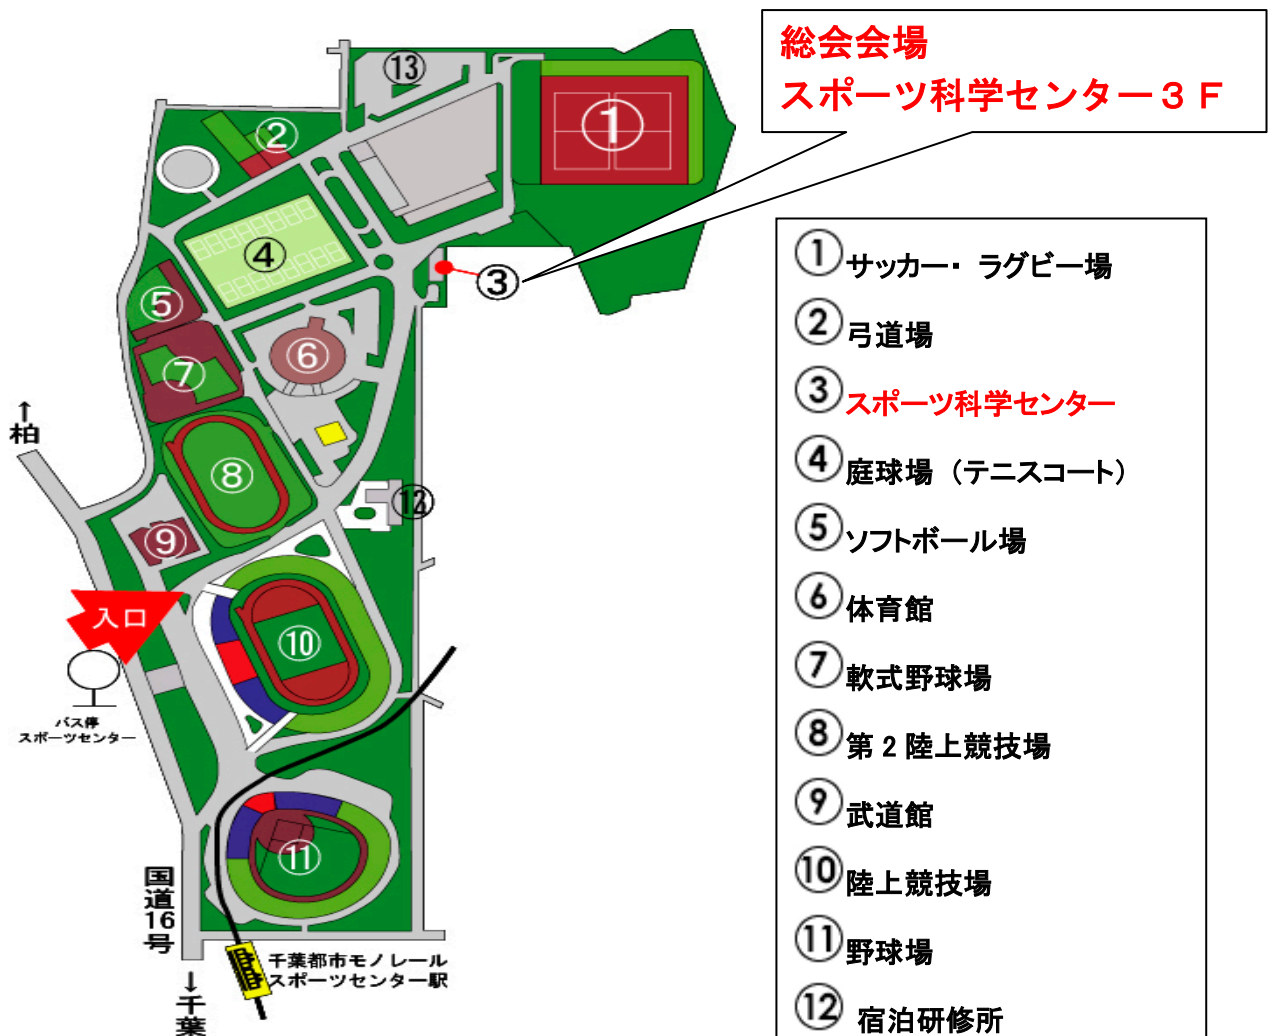 総会会場
スポーツ科学センター３Ｆ
⑬
①
②
④
③
⑤
⑥
⑦
↑
柏
⑧
⑫
⑨
入口
⑩
バス停
スポーツセンター
⑪
国道16号
千葉都市モノレール
スポーツセンター駅
↓
千葉
①サッカー・ラグビー場
②弓道場
③スポーツ科学センター
④庭球場（テニスコート）
⑤ソフトボール場
⑥体育館
⑦軟式野球場
⑧第２陸上競技場
⑨武道館
⑩陸上競技場
⑪野球場
⑫宿泊研修所